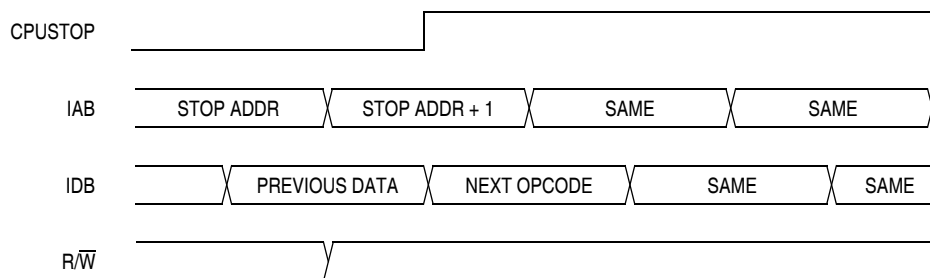 CPUSTOP
IAB STOP ADDR STOP ADDR + 1 SAME SAME
IDB PREVIOUS DATA NEXT OPCODE SAME SAME
R/W̅